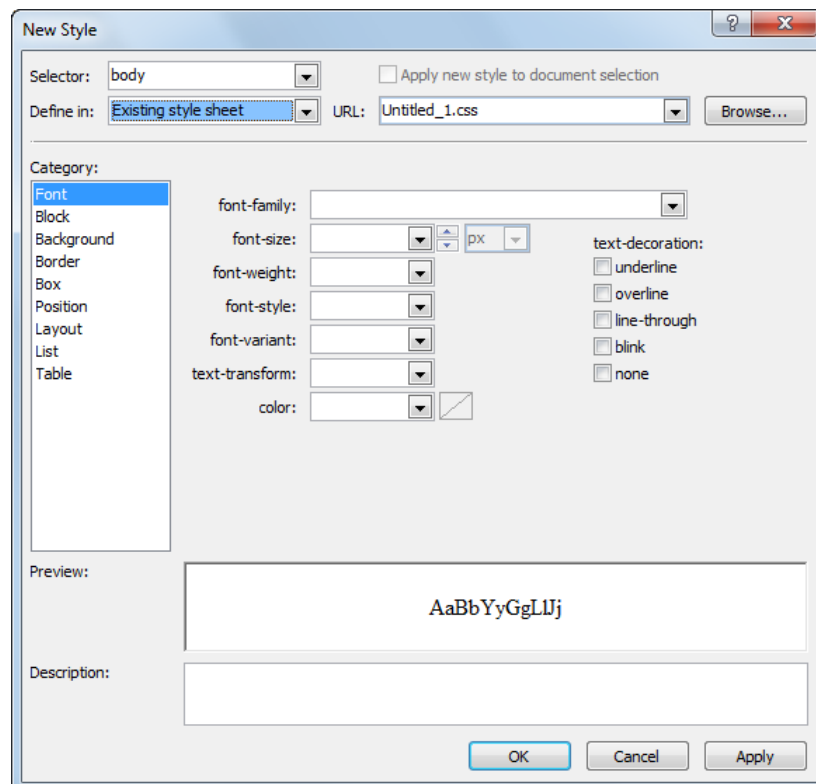 New Style
Selector: body Apply new style to document selection
Define in: Existing style sheet URL: Untitled_1.css Browse...
Category:
Font
Block
Background
Border
Box
Position
Layout
List
Table
font-family:
font-size: px
font-weight:
font-style:
font-variant:
text-transform:
color:
text-decoration:
underline
overline
line-through
blink
none
Preview:
AaBbYyGgLlJj
Description:
OK Cancel Apply